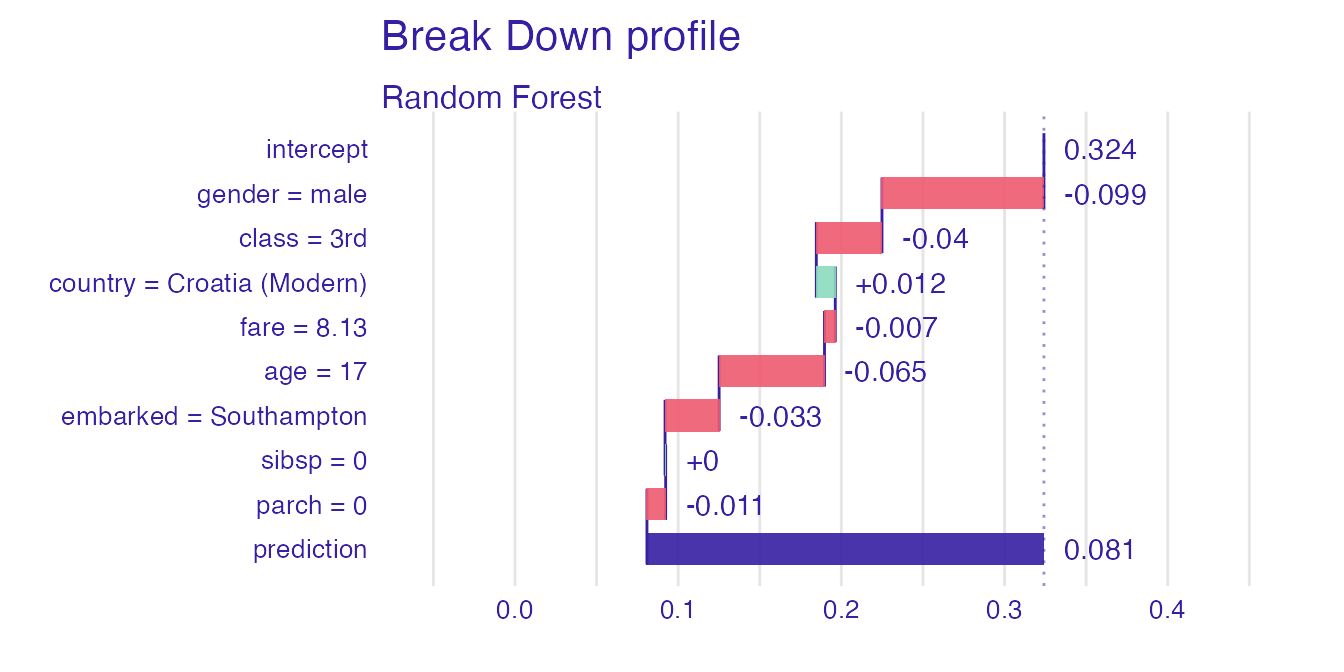 Break Down profile
Random Forest
intercept 0.324
gender = male -0.099
class = 3rd -0.04
country = Croatia (Modern) +0.012
fare = 8.13 -0.007
age = 17 -0.065
embarked = Southampton -0.033
sibsp = 0 +0
parch = 0 -0.011
prediction 0.081
0.0 0.1 0.2 0.3 0.4